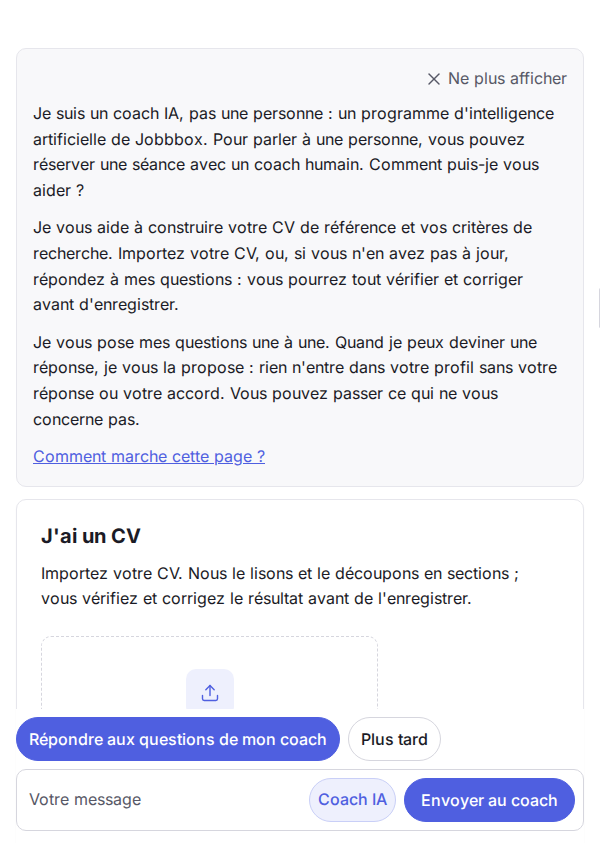 Ne plus afficher
Je suis un coach IA, pas une personne : un programme d'intelligence
artificielle de Jobbbox. Pour parler à une personne, vous pouvez
réserver une séance avec un coach humain. Comment puis-je vous
aider ?
Je vous aide à construire votre CV de référence et vos critères de
recherche. Importez votre CV, ou, si vous n'en avez pas à jour,
répondez à mes questions : vous pourrez tout vérifier et corriger
avant d'enregistrer.
Je vous pose mes questions une à une. Quand je peux deviner une
réponse, je vous la propose : rien n'entre dans votre profil sans votre
réponse ou votre accord. Vous pouvez passer ce qui ne vous
concerne pas.
Comment marche cette page ?
J'ai un CV
Importez votre CV. Nous le lisons et le découpons en sections ;
vous vérifiez et corrigez le résultat avant de l'enregistrer.
Répondre aux questions de mon coach
Plus tard
Votre message
Coach IA
Envoyer au coach